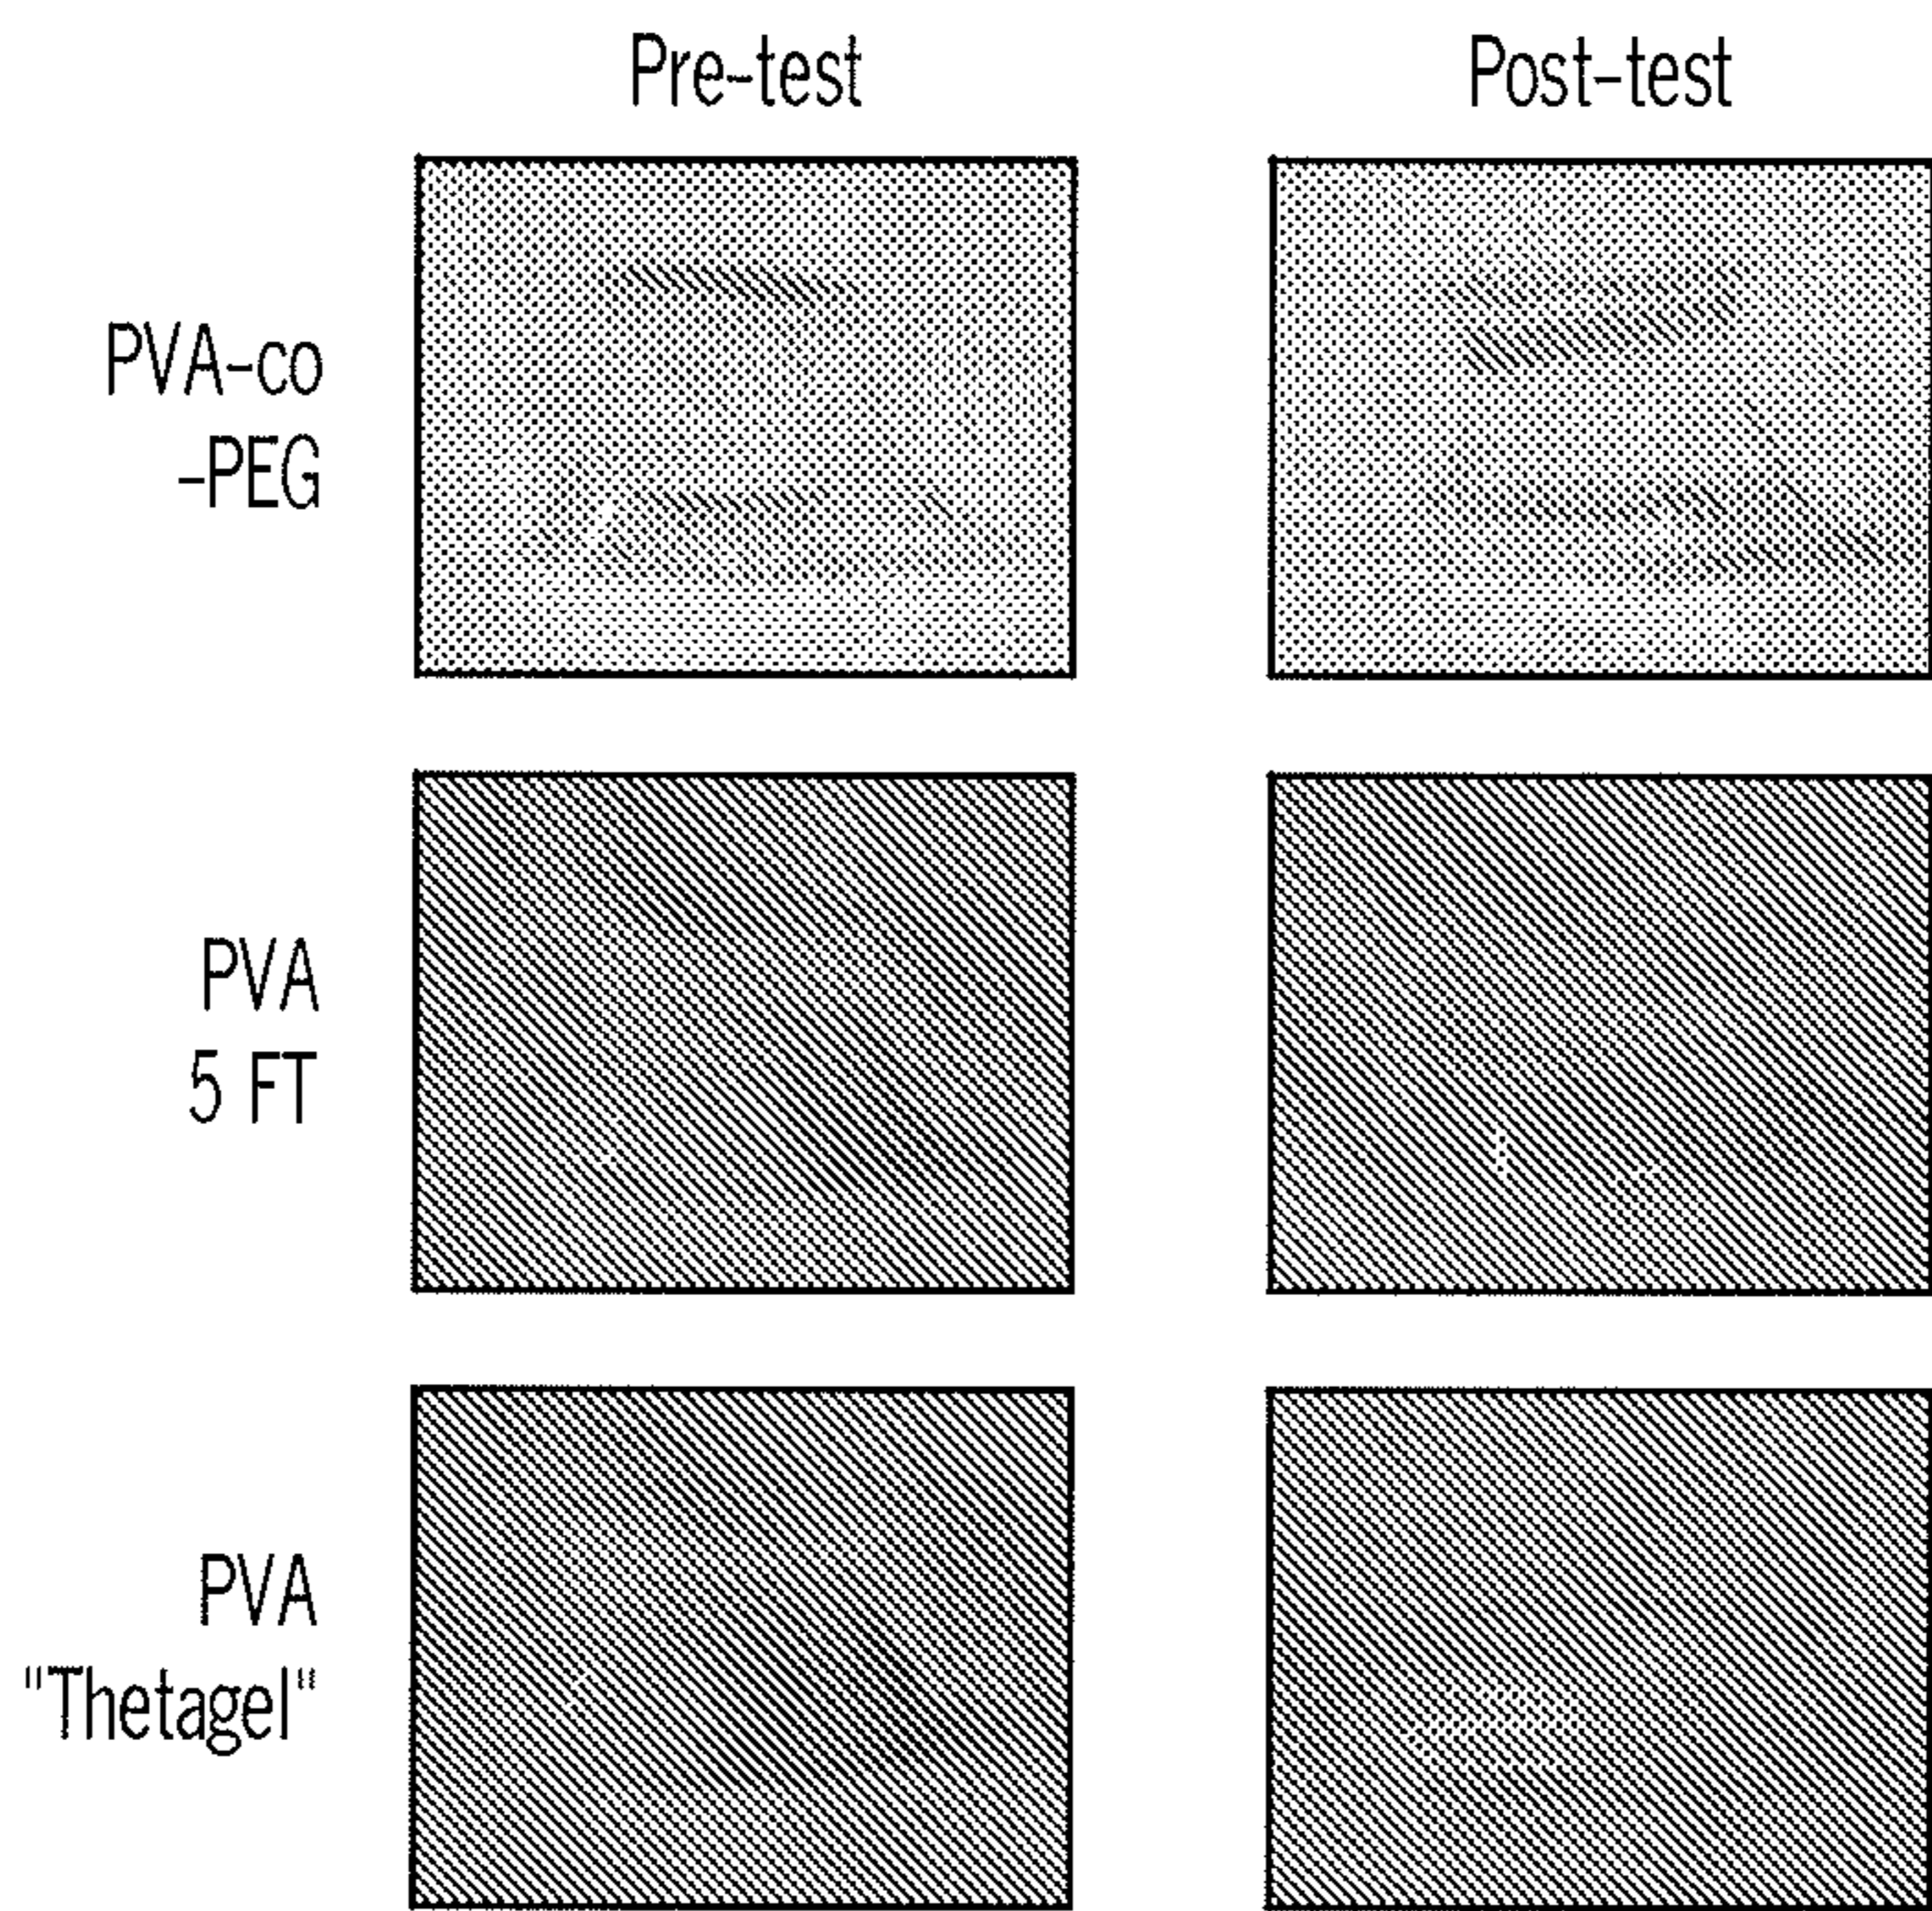 Pre-test
Post-test
PVA-co
-PEG
PVA
5 FT
PVA
"Thetagel"